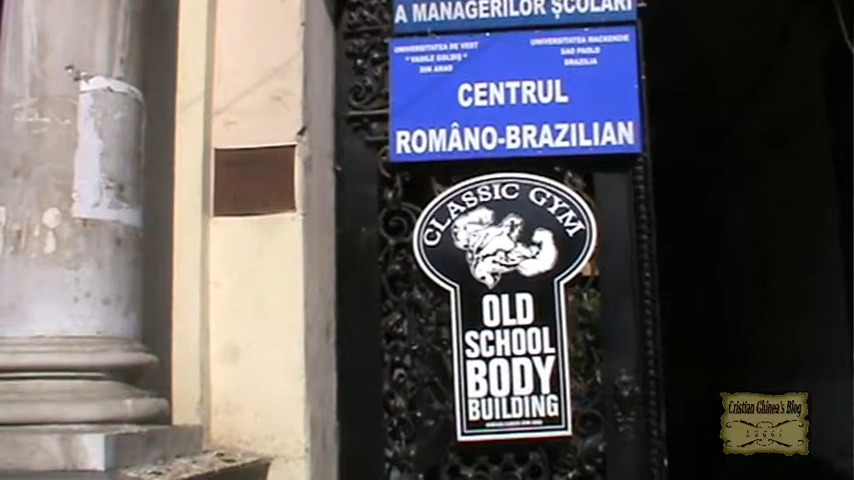 A MANAGERILOR ȘCOLARI
UNIVERSITATEA DE VEST
"VASILE GOLDIȘ"
DIN ARAD
UNIVERSITATEA MACKENZIE
SAO PAOLO
BRAZILIA
CENTRUL
ROMÂNO-BRAZILIAN
CLASSIC GYM
OLD
SCHOOL
BODY
BUILDING
Cristian Ghinea's Blog